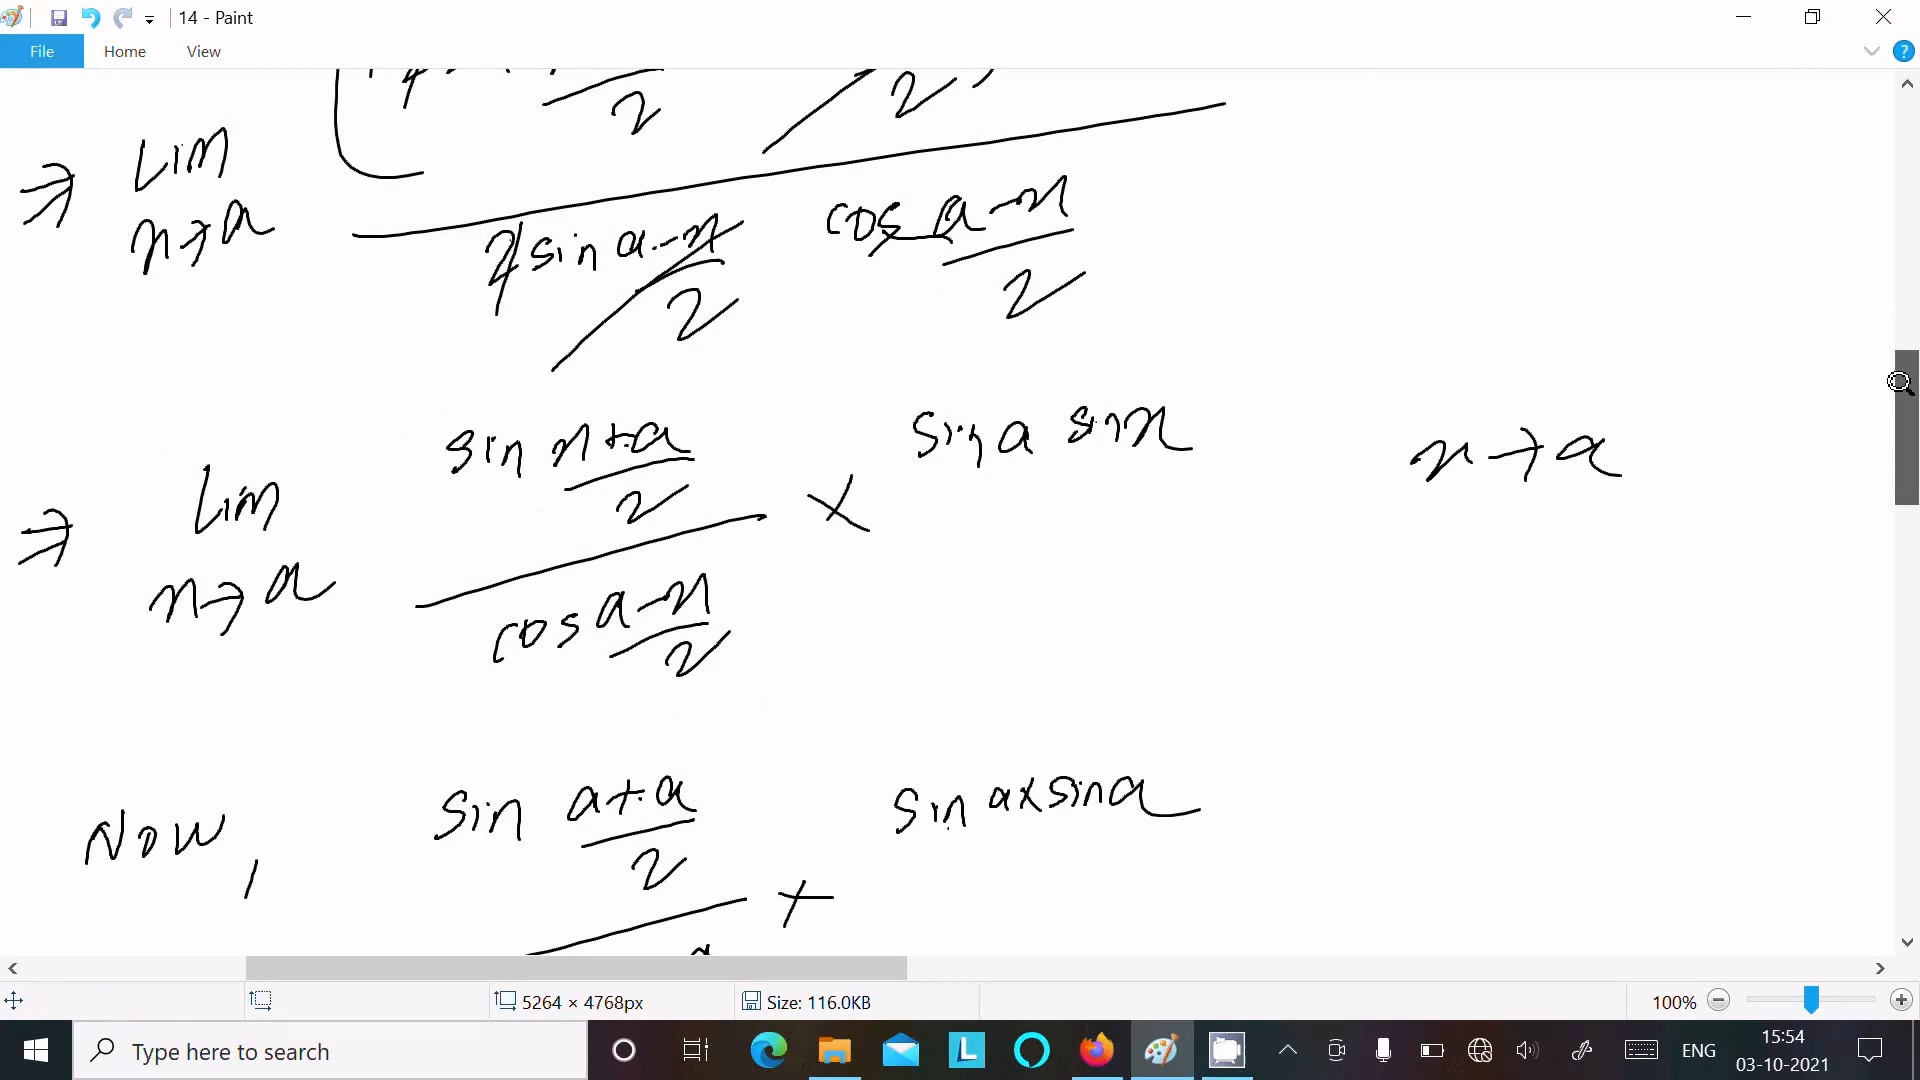 14 - Paint
File Home View
2 2
⇒ Lim
x→a
2 sin a-x/2 cos a-x/2
⇒ Lim sin x+a/2 × sin a sin x x→a
x→a cos a-x/2
Now, sin a+a/2 × sin a×sin a
a
5264 × 4768px Size: 116.0KB 100%
Type here to search L ENG 15:54
03-10-2021